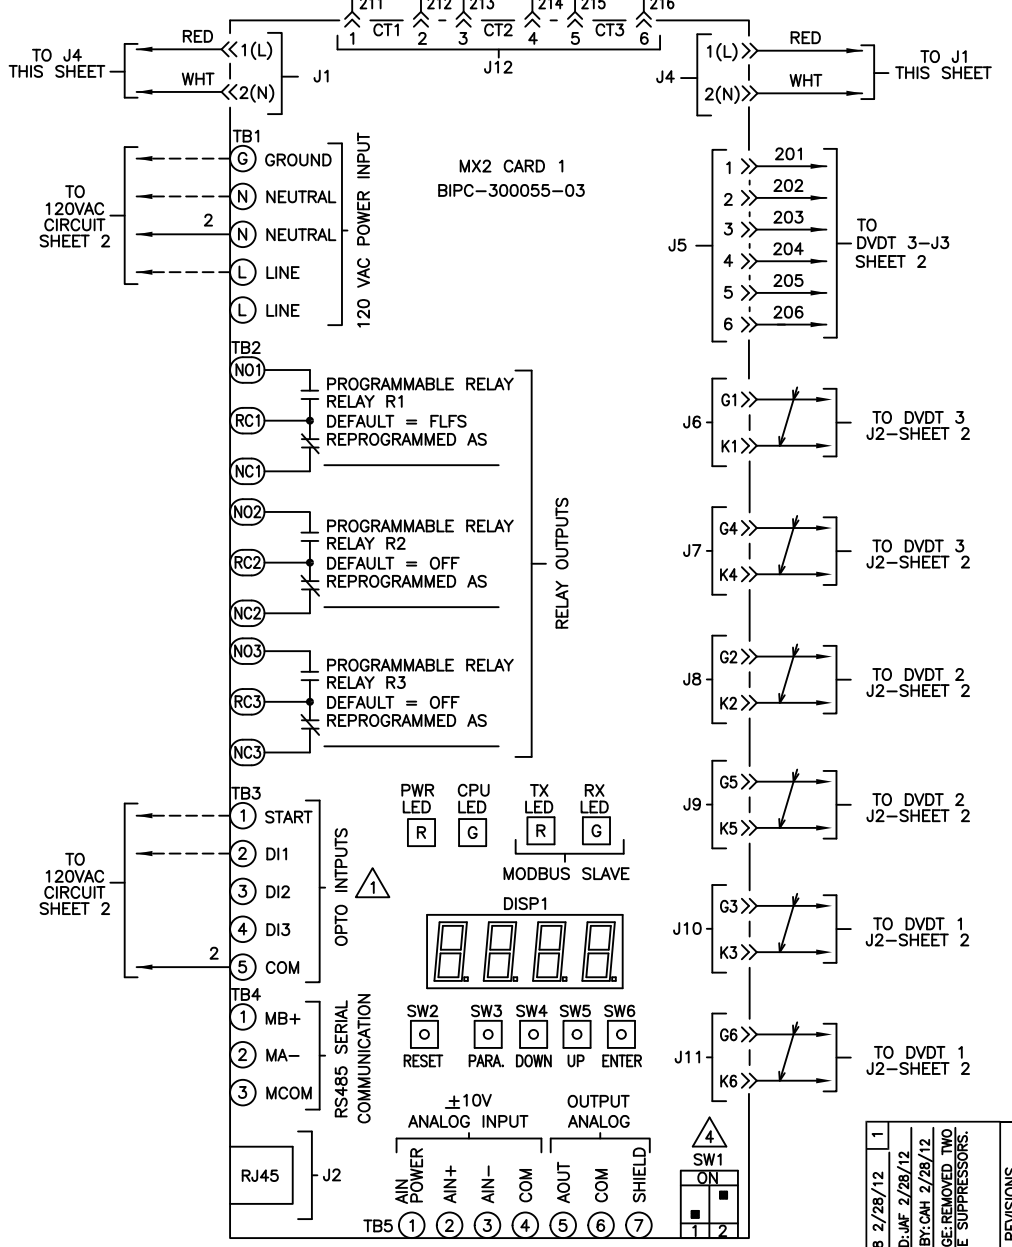 211 212 213 214 215 216
CT1 CT2 CT3
1 2 3 4 5 6
J12
TO J4
THIS SHEET
RED
WHT
1(L)
2(N)
J1
J4
1(L)
2(N)
RED
WHT
TO J1
THIS SHEET
MX2 CARD 1
BIPC-300055-03
TO
120VAC
CIRCUIT
SHEET 2
2
TB1
G GROUND
N NEUTRAL
N NEUTRAL
L LINE
L LINE
120 VAC POWER INPUT
J5
1 201
2 202
3 203
4 204
5 205
6 206
TO
DVDT 3-J3
SHEET 2
TB2
NO1
RC1
NC1
PROGRAMMABLE RELAY
RELAY R1
DEFAULT = FLFS
REPROGRAMMED AS
NO2
RC2
NC2
PROGRAMMABLE RELAY
RELAY R2
DEFAULT = OFF
REPROGRAMMED AS
NO3
RC3
NC3
PROGRAMMABLE RELAY
RELAY R3
DEFAULT = OFF
REPROGRAMMED AS
RELAY OUTPUTS
J6
G1
K1
TO DVDT 3
J2-SHEET 2
J7
G4
K4
TO DVDT 3
J2-SHEET 2
J8
G2
K2
TO DVDT 2
J2-SHEET 2
J9
G5
K5
TO DVDT 2
J2-SHEET 2
J10
G3
K3
TO DVDT 1
J2-SHEET 2
J11
G6
K6
TO DVDT 1
J2-SHEET 2
TO
120VAC
CIRCUIT
SHEET 2
2
TB3
1 START
2 DI1
3 DI2
4 DI3
5 COM
OPTO INTPUTS
1
PWR LED
R
CPU LED
G
TX LED
R
RX LED
G
MODBUS SLAVE
DISP1
8.8.8.8.
TB4
1 MB+
2 MA-
3 MCOM
RS485 SERIAL
COMMUNICATION
SW2 SW3 SW4 SW5 SW6
RESET PARA. DOWN UP ENTER
±10V
ANALOG INPUT
OUTPUT
ANALOG
RJ45
J2
AIN POWER
AIN+
AIN-
COM
AOUT
COM
SHIELD
TB5 1 2 3 4 5 6 7
4
SW1
ON
1 2
1
B 2/28/12
D:JAF 2/28/12
BY:CAH 2/28/12
GE:REMOVED TWO
E SUPPRESSORS.
REVISIONS